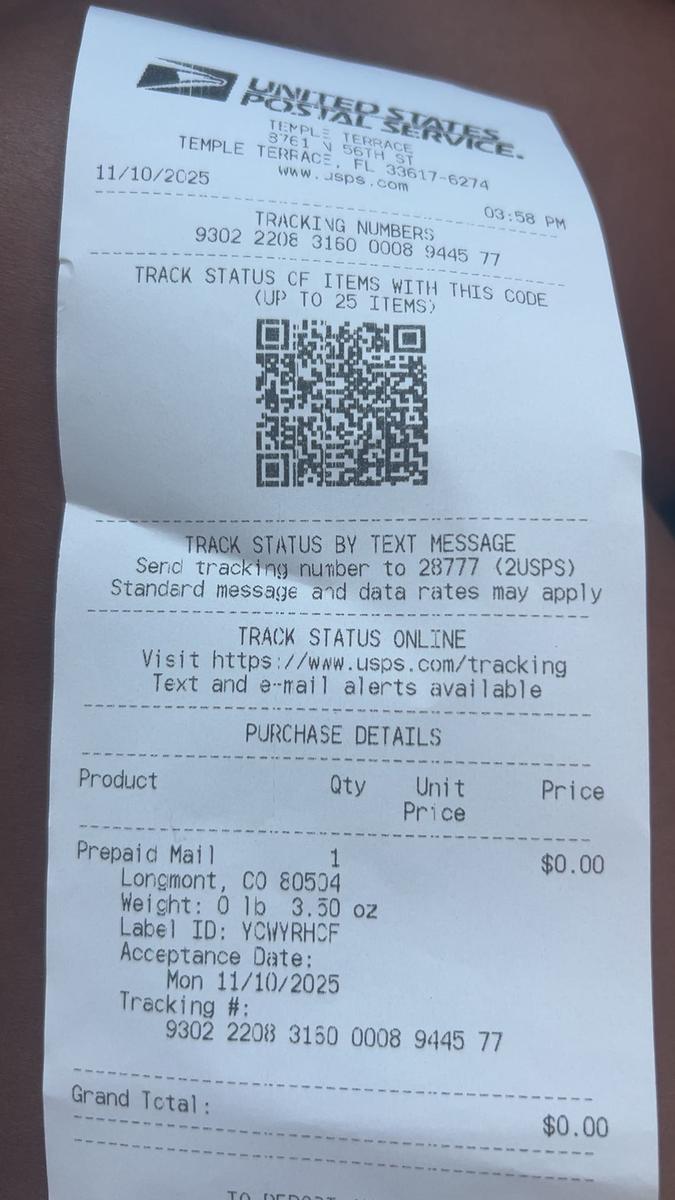 UNITED STATES
POSTAL SERVICE.
TEMPLE TERRACE
8761 N 56TH ST
TEMPLE TERRACE, FL 33617-6274
www.usps.com
11/10/2025 03:58 PM
TRACKING NUMBERS
9302 2208 3160 0008 9445 77
TRACK STATUS OF ITEMS WITH THIS CODE
(UP TO 25 ITEMS)
TRACK STATUS BY TEXT MESSAGE
Send tracking number to 28777 (2USPS)
Standard message and data rates may apply
TRACK STATUS ONLINE
Visit https://www.usps.com/tracking
Text and e-mail alerts available
PURCHASE DETAILS
Product Qty Unit Price
Price
Prepaid Mail 1 $0.00
Longmont, CO 80504
Weight: 0 lb 3.50 oz
Label ID: YCWYRHCF
Acceptance Date:
Mon 11/10/2025
Tracking #:
9302 2208 3160 0008 9445 77
Grand Total: $0.00